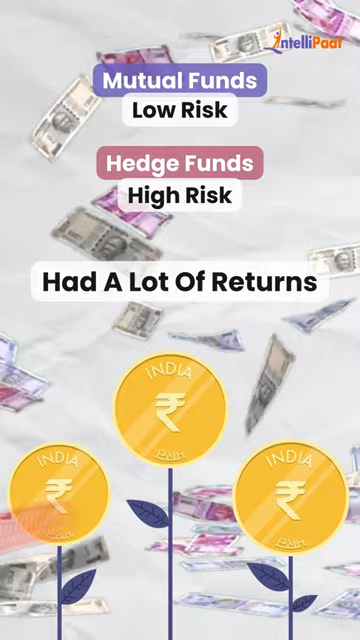 INTELLIPAAT
Mutual Funds
Low Risk
Hedge Funds
High Risk
Had A Lot Of Returns
INDIA
₹
INDIA
₹
INDIA
₹